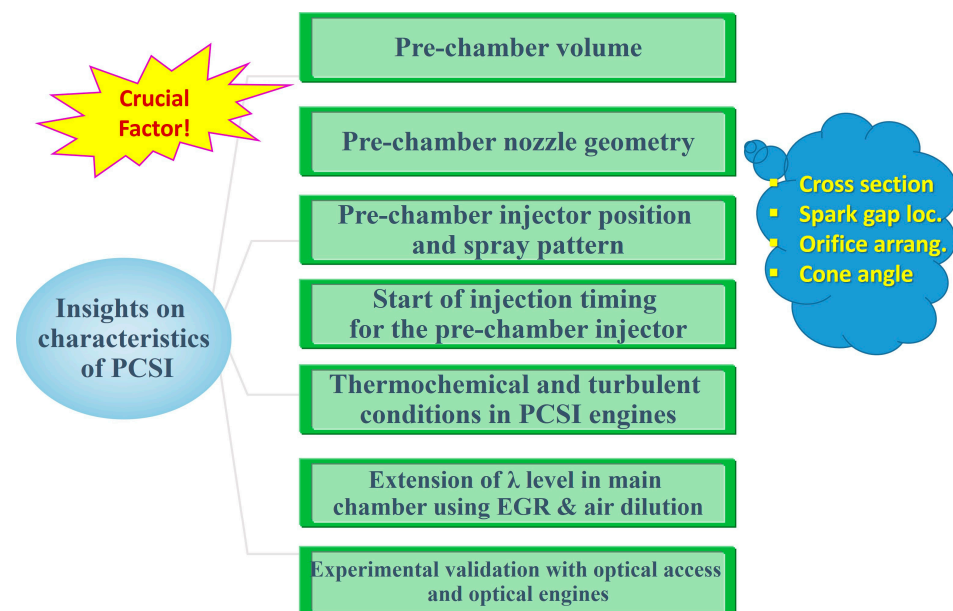 Crucial
Factor!
Pre-chamber volume
Pre-chamber nozzle geometry
▪ Cross section
▪ Spark gap loc.
▪ Orifice arrang.
▪ Cone angle
Pre-chamber injector position
and spray pattern
Insights on
characteristics
of PCSI
Start of injection timing
for the pre-chamber injector
Thermochemical and turbulent
conditions in PCSI engines
Extension of λ level in main
chamber using EGR & air dilution
Experimental validation with optical access
and optical engines